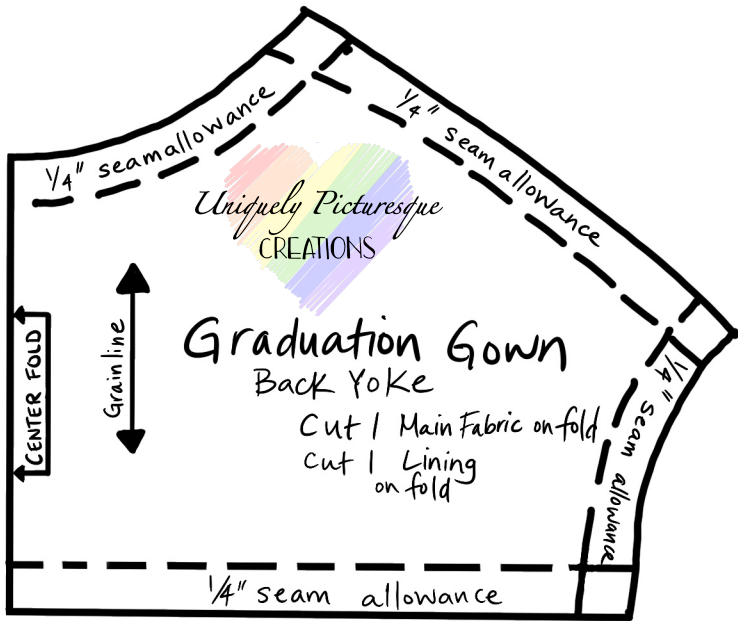 1/4" seam allowance
1/4" seam allowance
Uniquely Picturesque
CREATIONS
CENTER FOLD
Grainline
Graduation Gown
Back Yoke
Cut 1 Main Fabric on fold
Cut 1 Lining
on fold
1/4" seam allowance
1/4" seam allowance